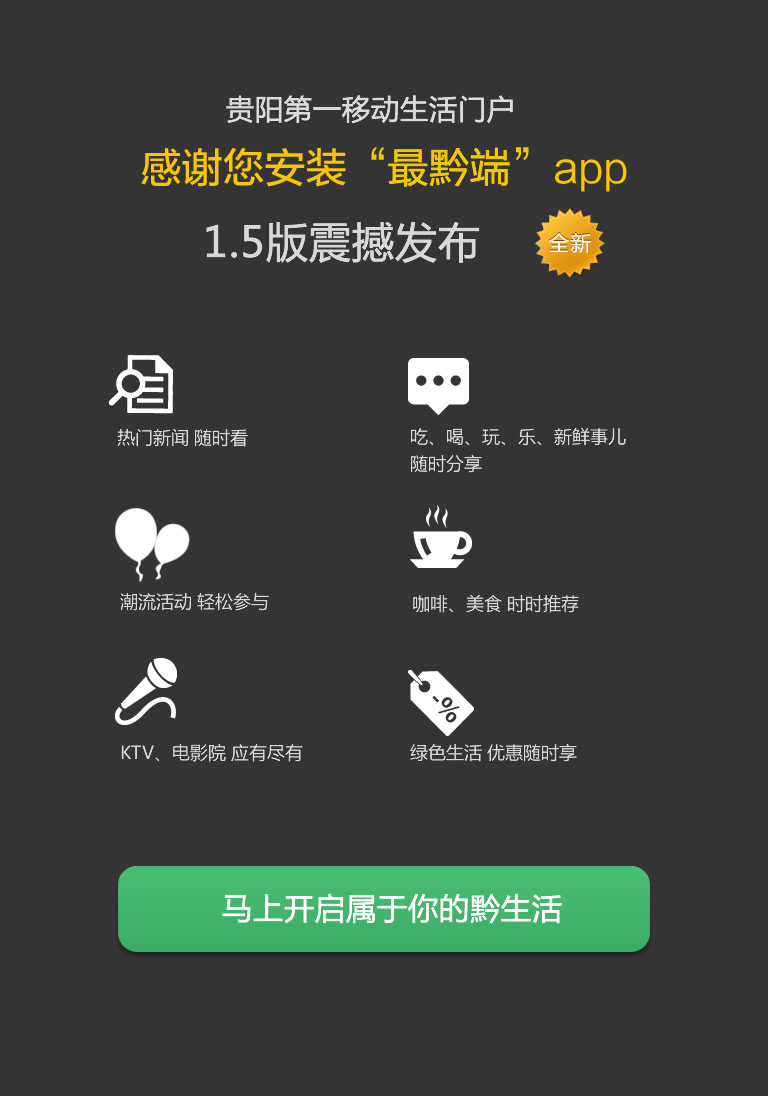 贵阳第一移动生活门户
感谢您安装“最黔端”app
1.5版震撼发布
全新
热门新闻 随时看
吃、喝、玩、乐、新鲜事儿
随时分享
潮流活动 轻松参与
咖啡、美食 时时推荐
-%
KTV、电影院 应有尽有
绿色生活 优惠随时享
马上开启属于你的黔生活